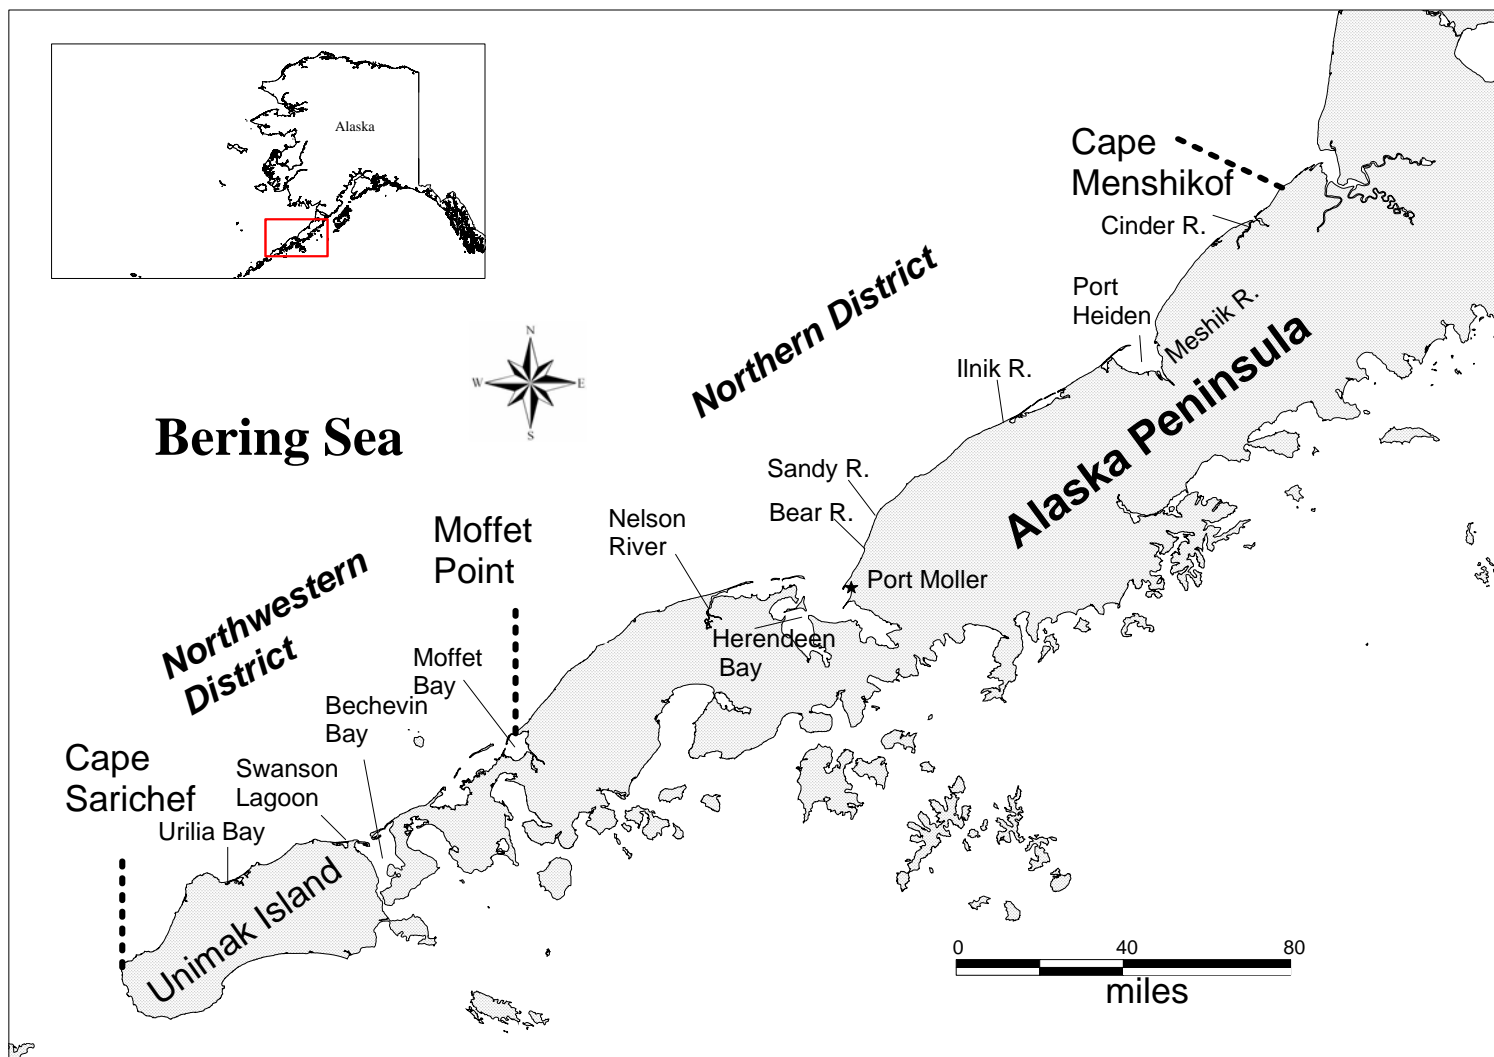 Alaska
Cape
Menshikof
Cinder R.
Port
Heiden
Meshik R.
Northern District
Ilnik R.
Alaska Peninsula
N
W
E
S
Bering Sea
Sandy R.
Bear R.
Nelson
River
Moffet
Point
Port Moller
Northwestern
District
Herendeen
Bay
Moffet
Bay
Bechevin
Bay
Cape
Sarichef
Swanson
Lagoon
Urilia Bay
Unimak Island
0 40 80
miles